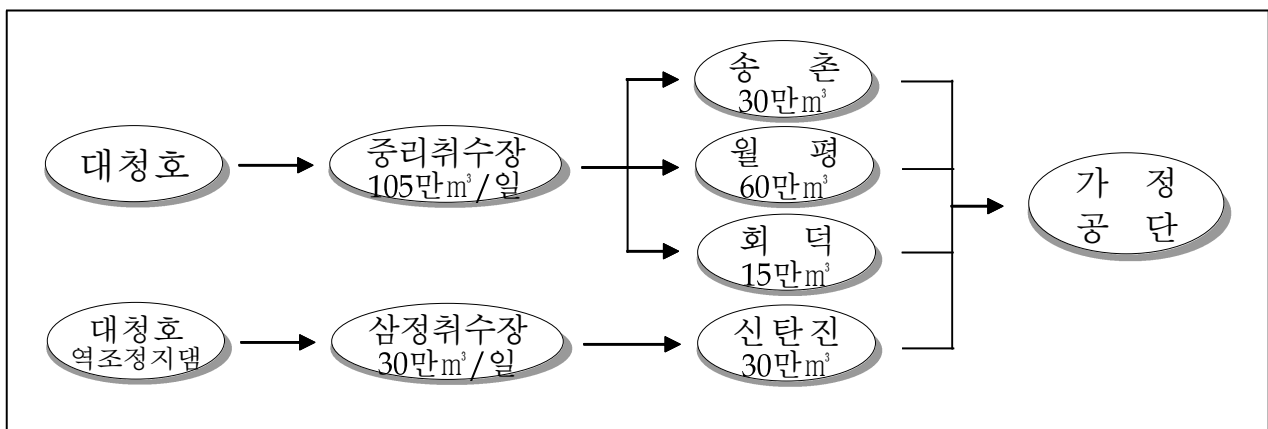 대청호
중리취수장
105만㎥/일
송 촌
30만㎥
월 평
60만㎥
회 덕
15만㎥
가 정
공 단
대청호
역조정지댐
삼정취수장
30만㎥/일
신탄진
30만㎥